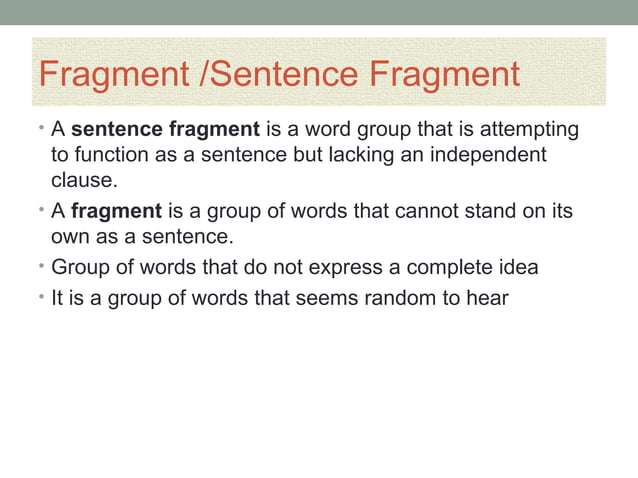 Fragment /Sentence Fragment
• A sentence fragment is a word group that is attempting
to function as a sentence but lacking an independent
clause.
• A fragment is a group of words that cannot stand on its
own as a sentence.
• Group of words that do not express a complete idea
• It is a group of words that seems random to hear